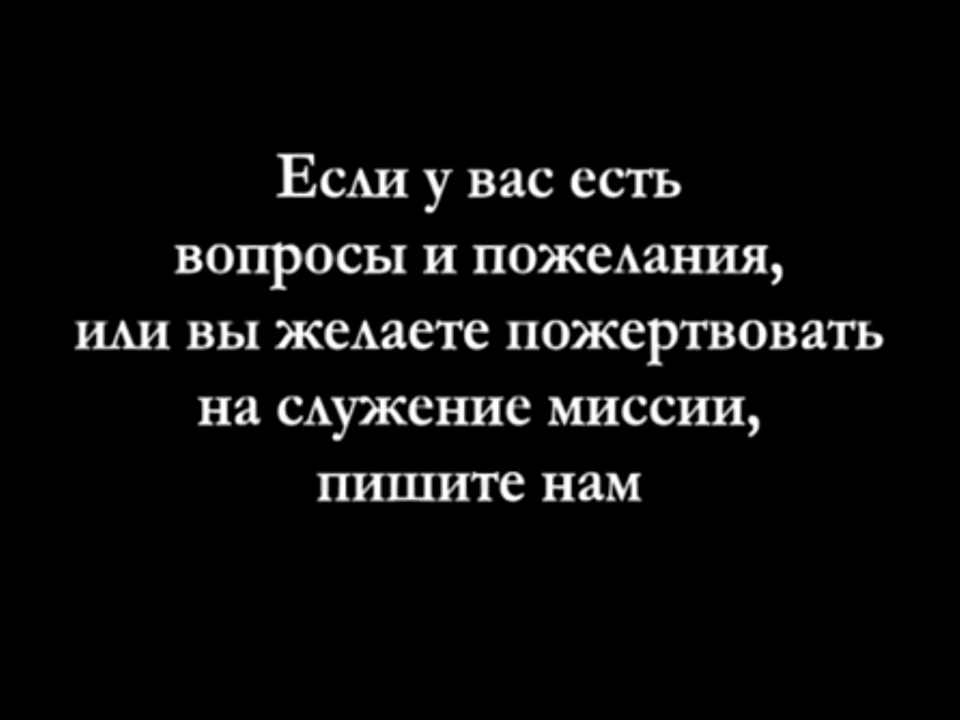 Если у вас есть
вопросы и пожелания,
или вы желаете пожертвовать
на служение миссии,
пишите нам